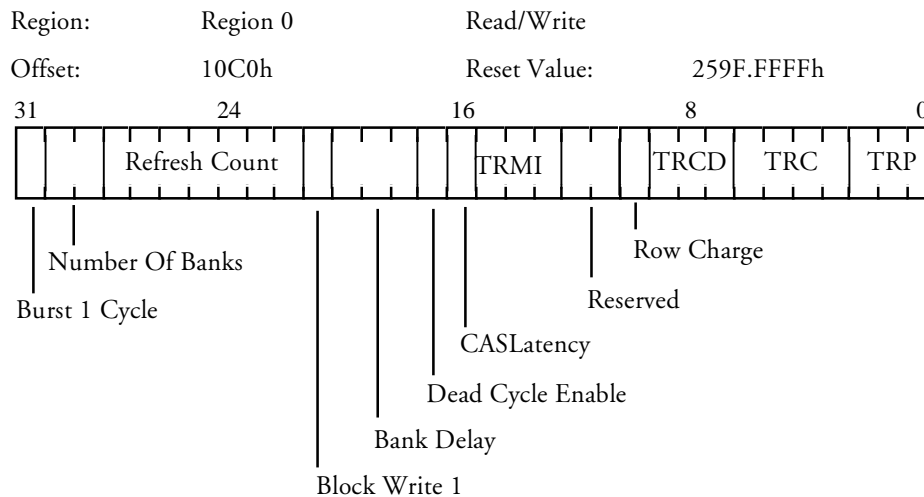 Region: Region 0 Read/Write
Offset: 10C0h Reset Value: 259F.FFFFh
31 24 16 8 0
Refresh Count TRMI TRCD TRC TRP
Number Of Banks Row Charge
Burst 1 Cycle Reserved
CASLatency
Dead Cycle Enable
Bank Delay
Block Write 1